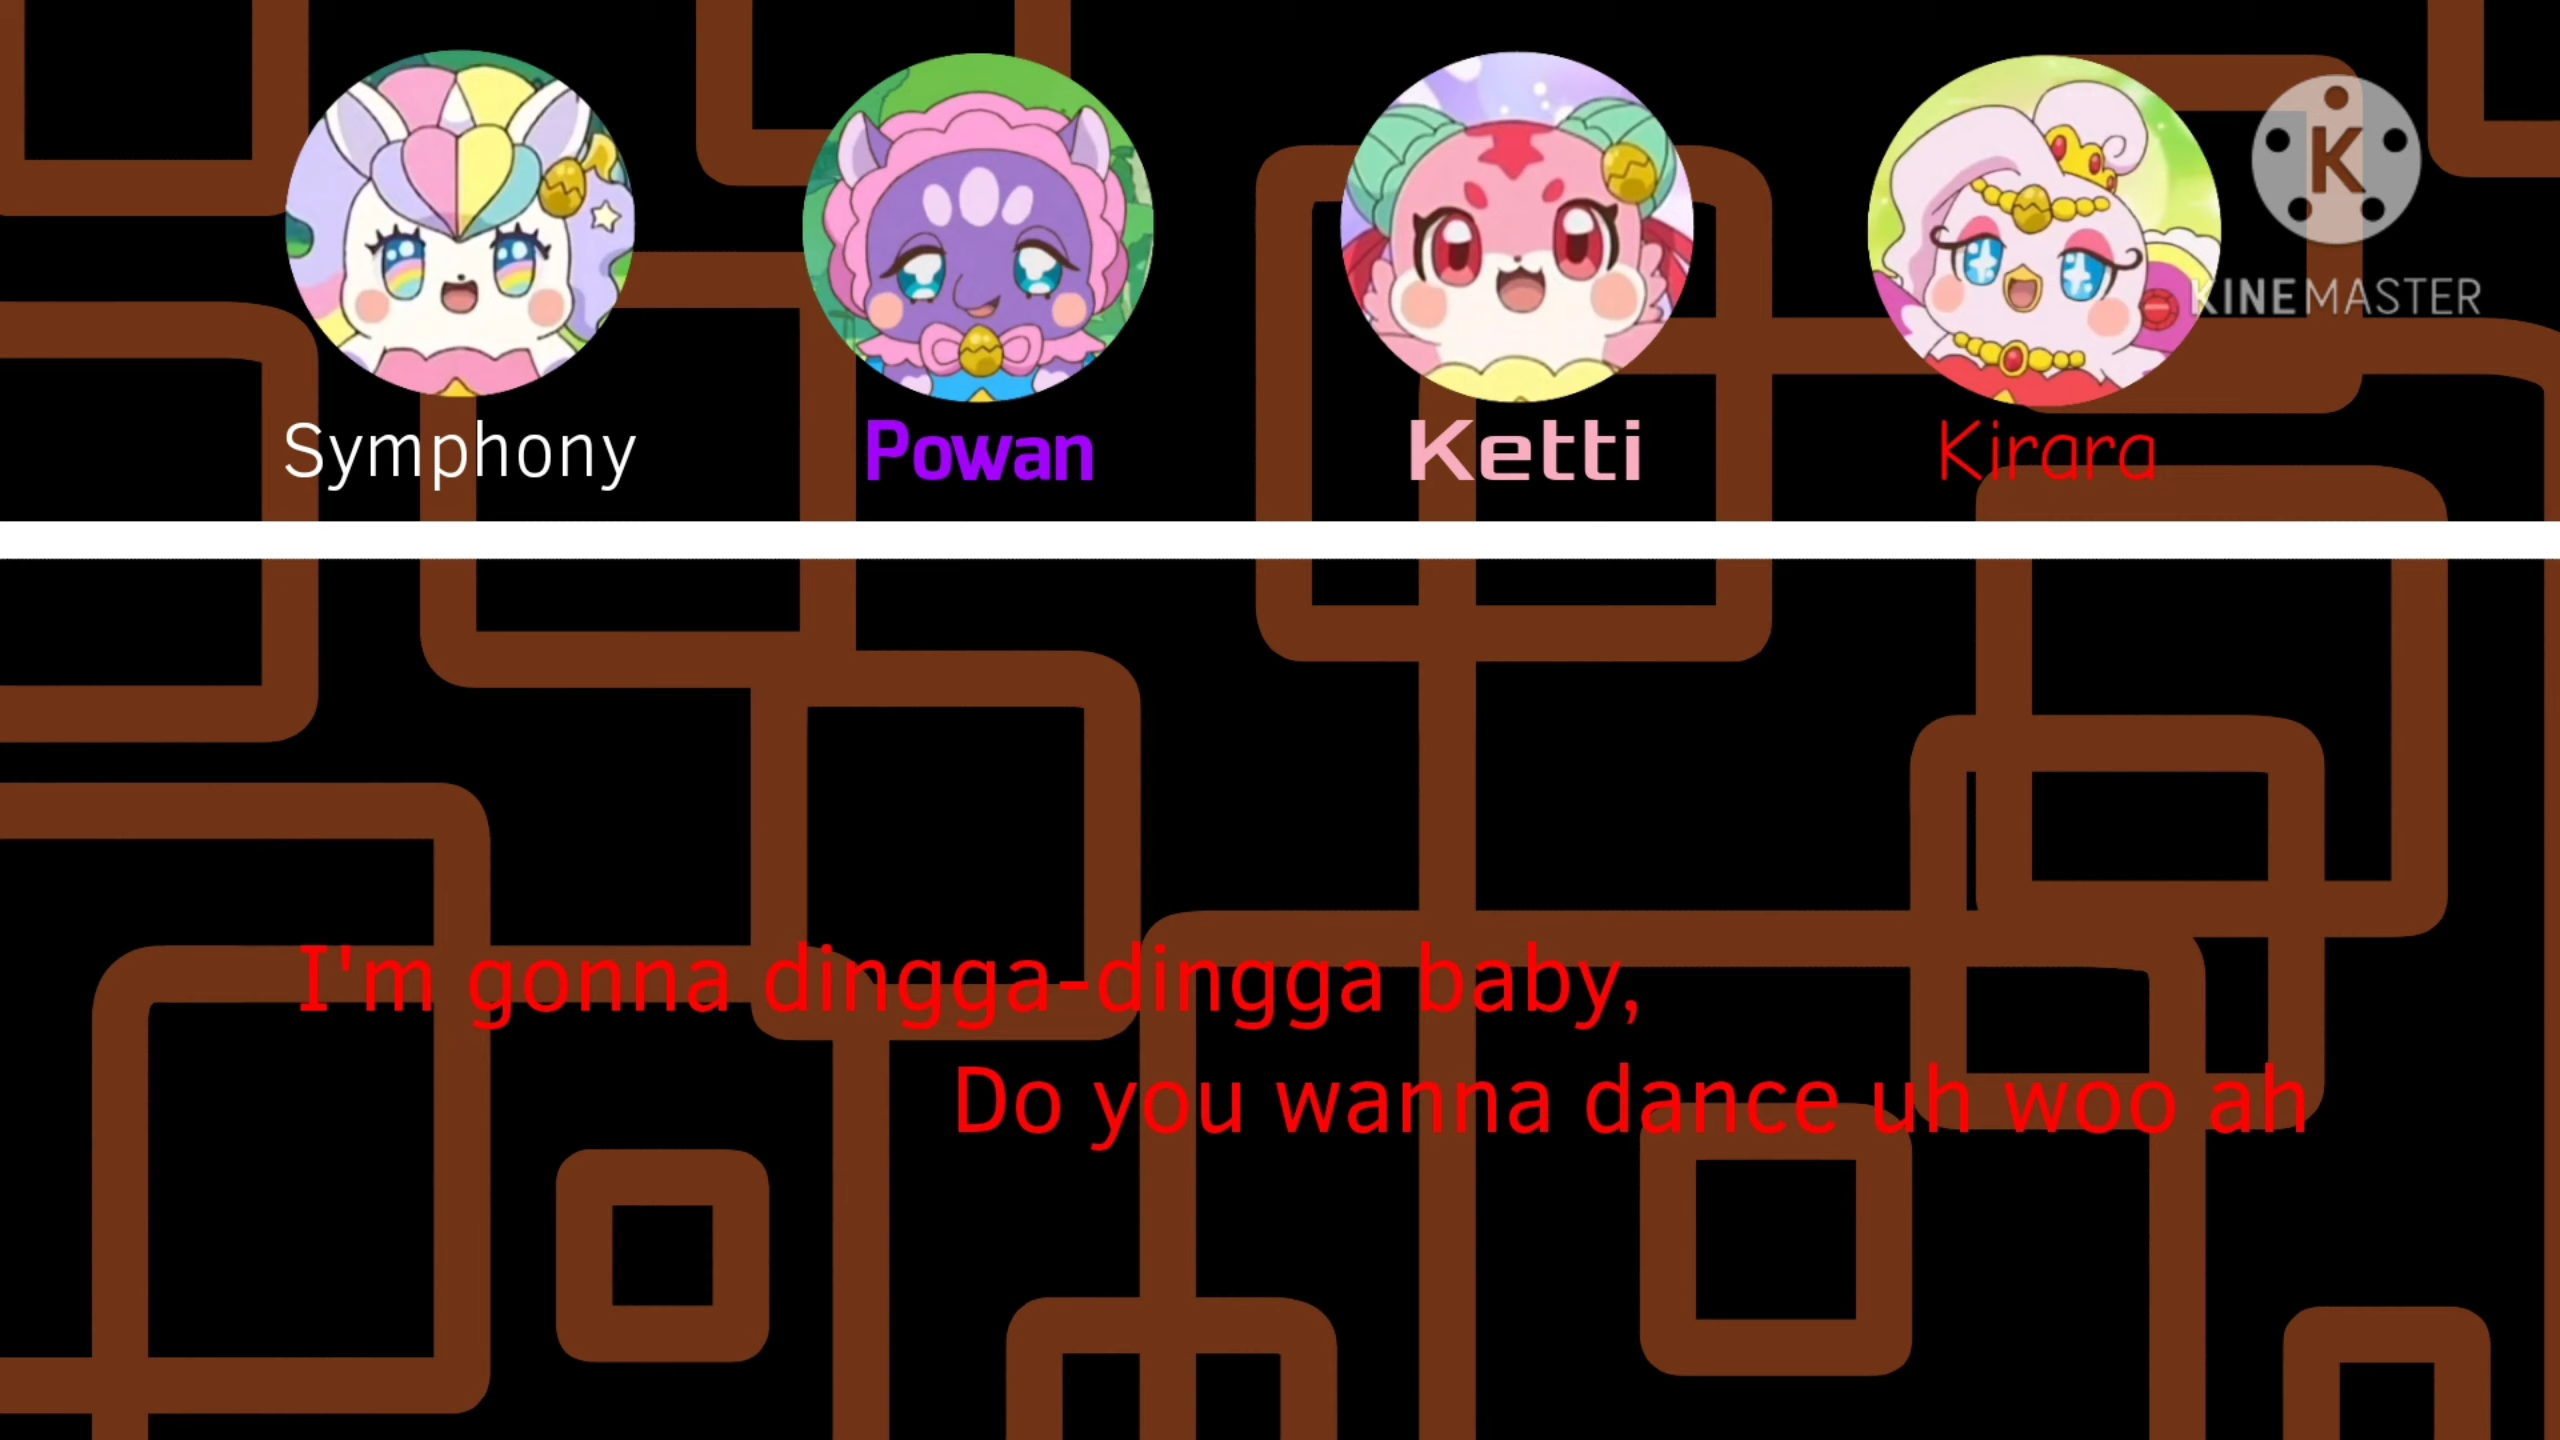 K
KINEMASTER
Symphony
Powan
Ketti
Kirara
I'm gonna dingga-dingga baby,
Do you wanna dance uh woo ah